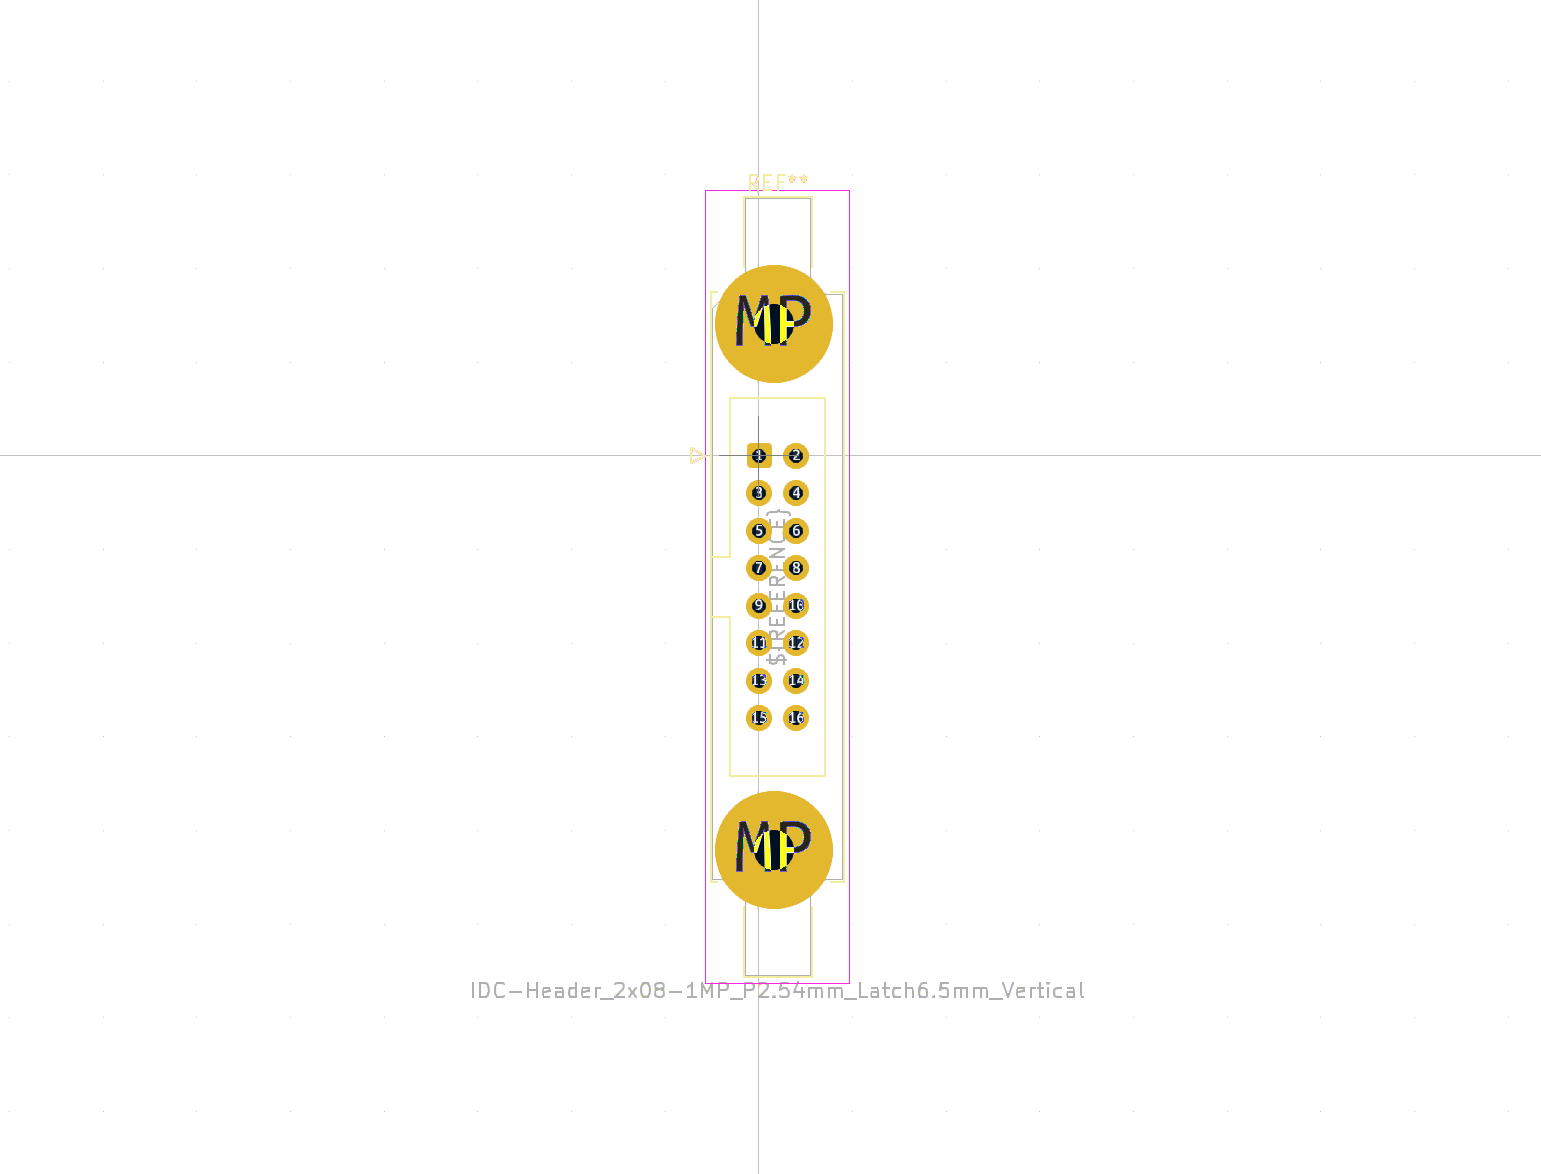 REF**
MP
1 2
3 4
5 6
7 8
9 10
11 12
13 14
15 16
${REFERENCE}
MP
IDC-Header_2x08-1MP_P2.54mm_Latch6.5mm_Vertical